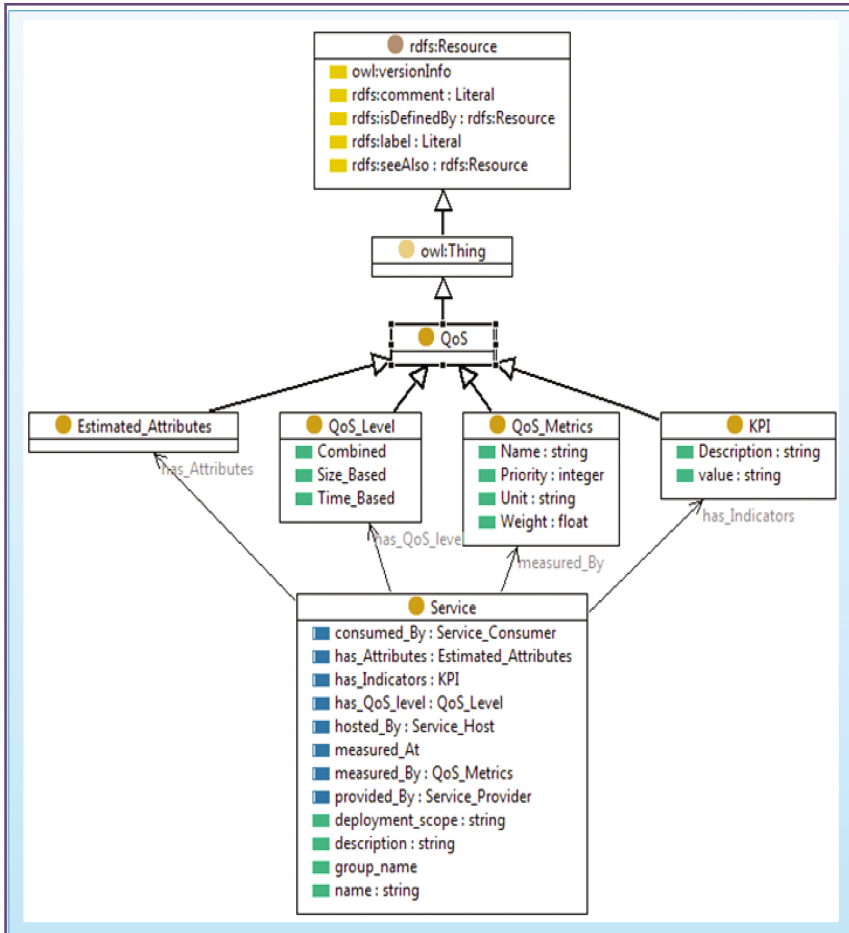 rdfs:Resource
owl:versionInfo
rdfs:comment : Literal
rdfs:isDefinedBy : rdfs:Resource
rdfs:label : Literal
rdfs:seeAlso : rdfs:Resource
owl:Thing
QoS
Estimated_Attributes
QoS_Level
Combined
Size_Based
Time_Based
QoS_Metrics
Name : string
Priority : integer
Unit : string
Weight : float
KPI
Description : string
value : string
has_Attributes
has_QoS_level
measured_By
has_Indicators
Service
consumed_By : Service_Consumer
has_Attributes : Estimated_Attributes
has_Indicators : KPI
has_QoS_level : QoS_Level
hosted_By : Service_Host
measured_At
measured_By : QoS_Metrics
provided_By : Service_Provider
deployment_scope : string
description : string
group_name
name : string